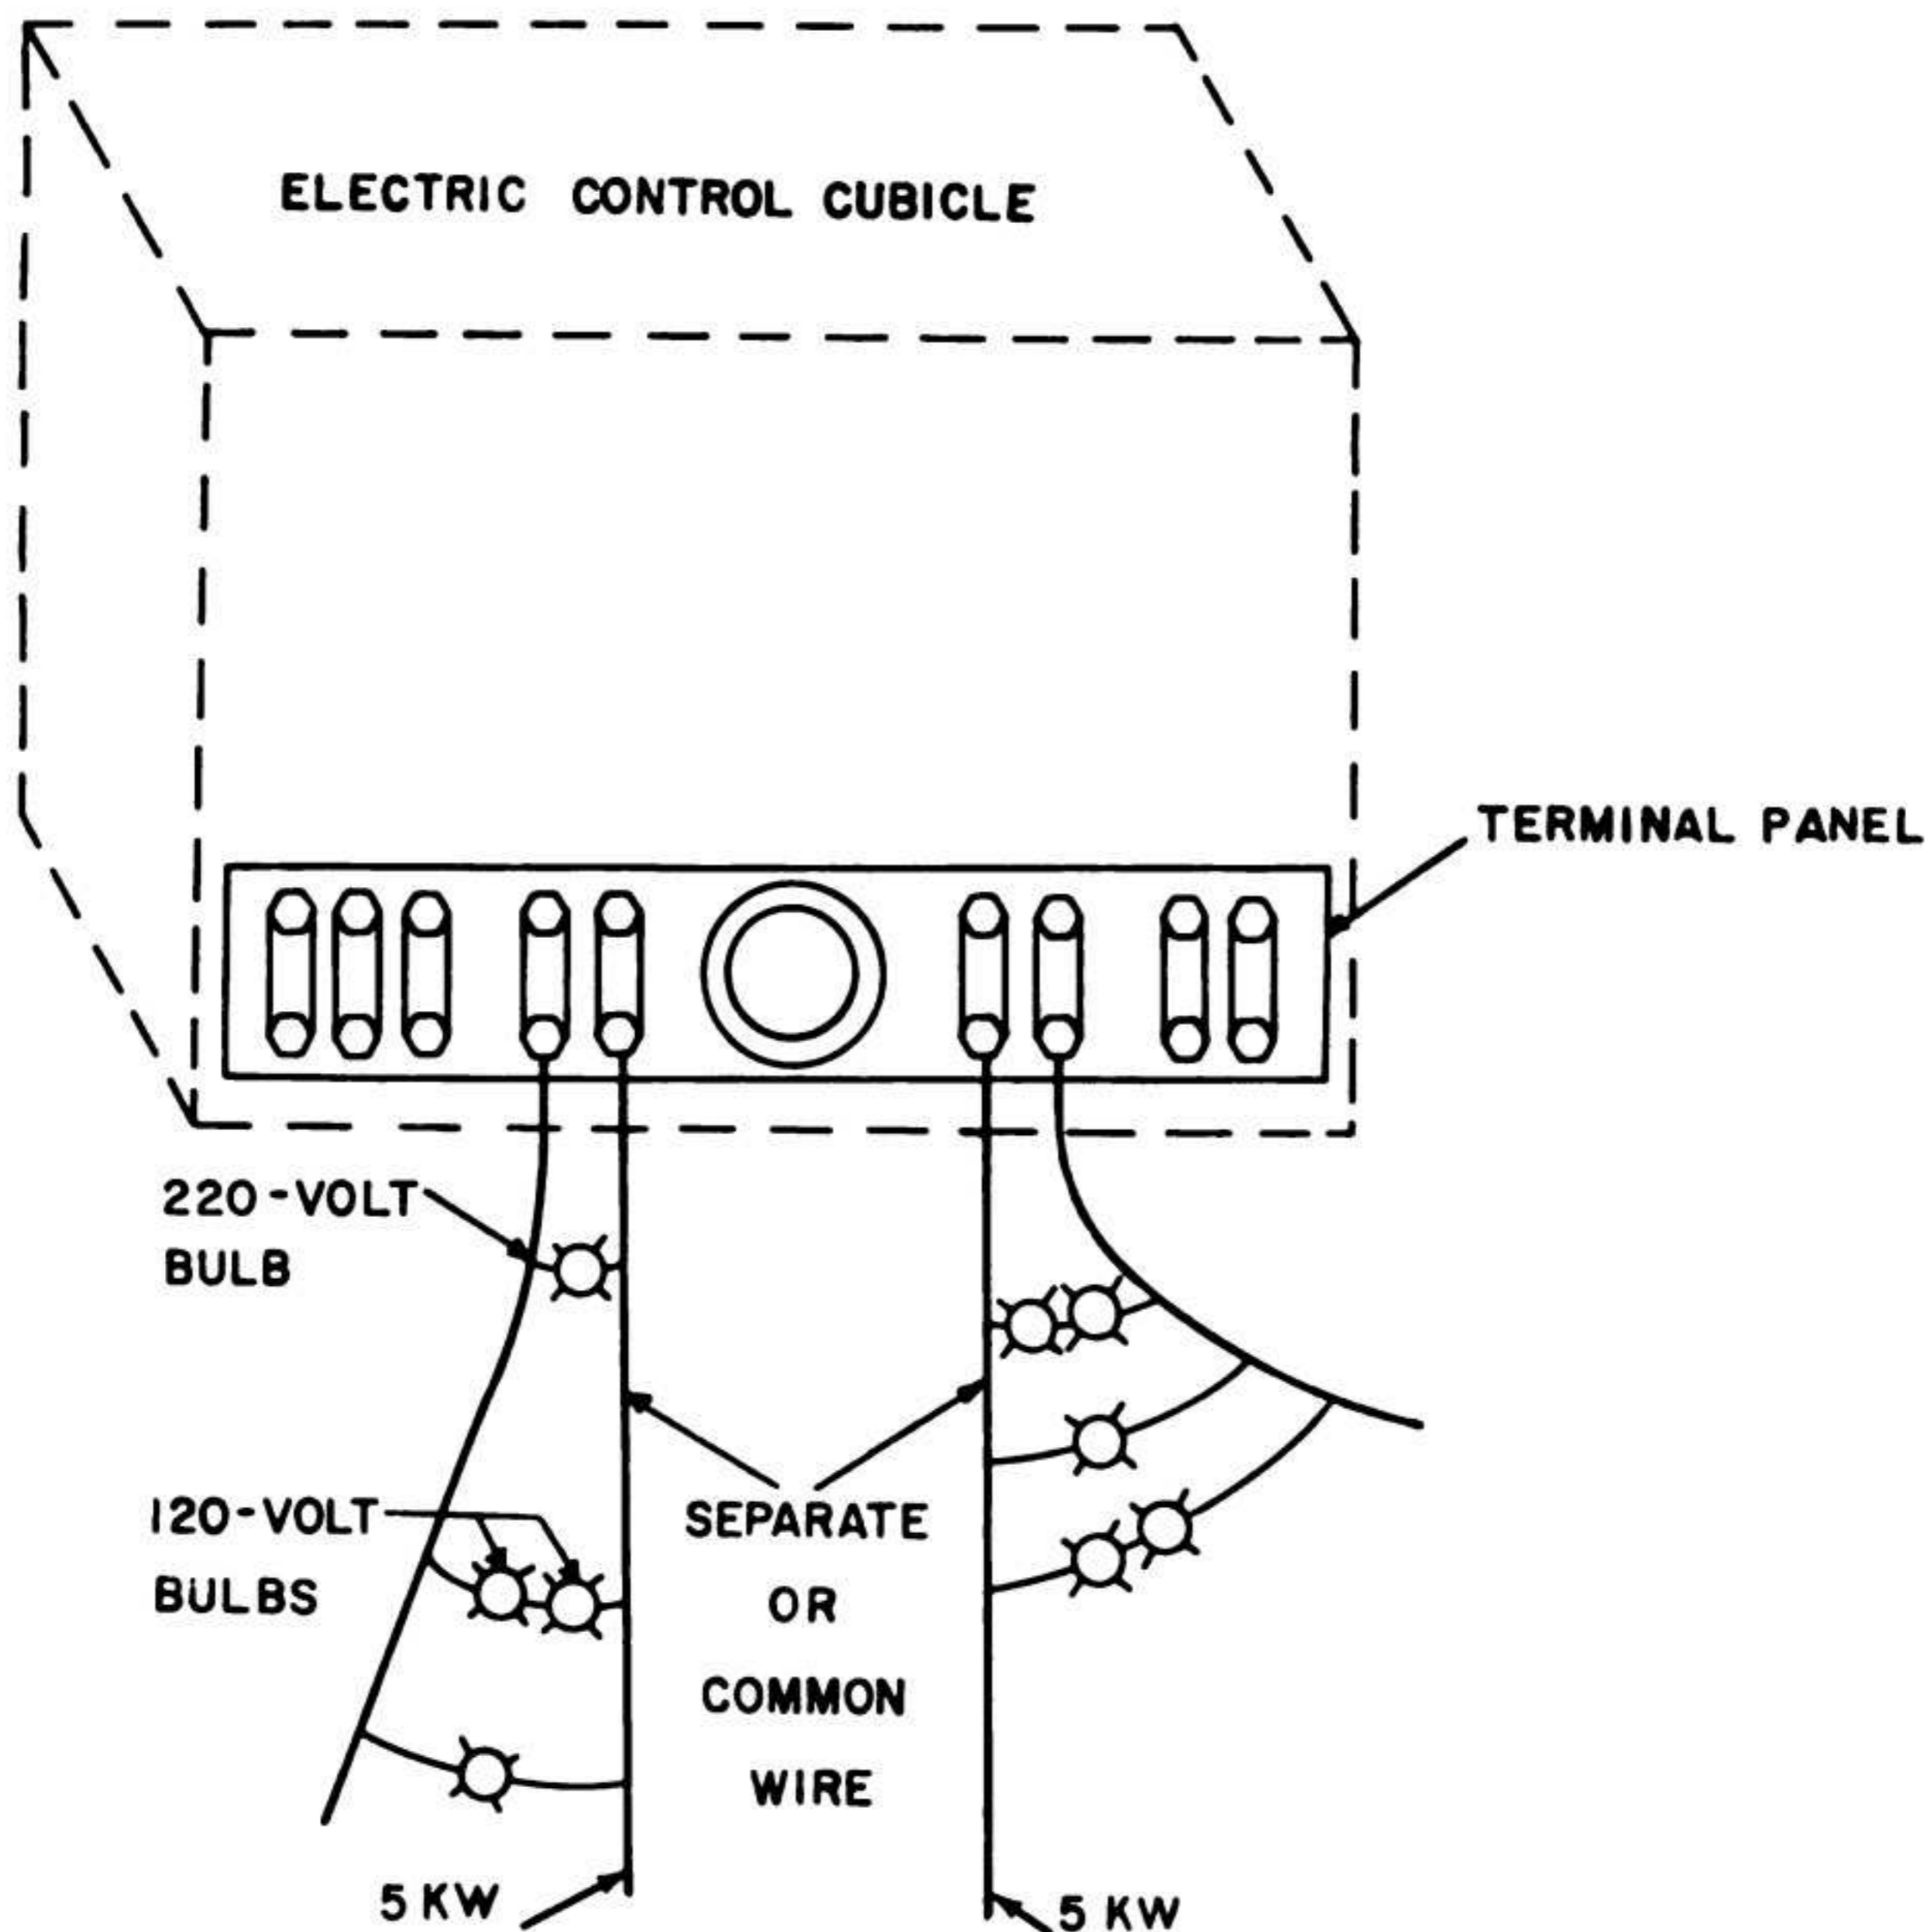 ELECTRIC CONTROL CUBICLE
TERMINAL PANEL
220-VOLT
BULB
120-VOLT
BULBS
SEPARATE
OR
COMMON
WIRE
5 KW
5 KW